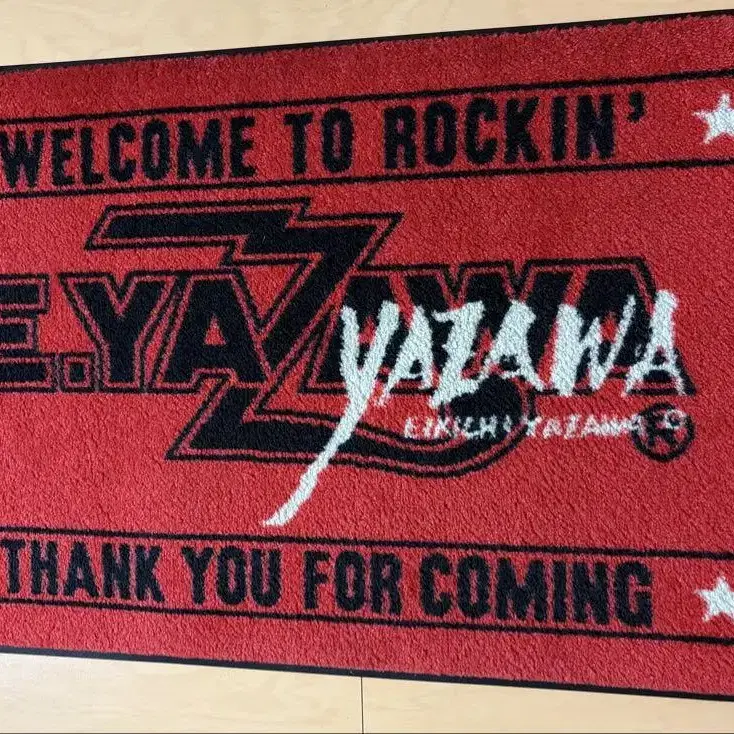 WELCOME TO ROCKIN'
E.YAZAWA
YAZAWA
EIKICHI YAZAWA ©
®
THANK YOU FOR COMING